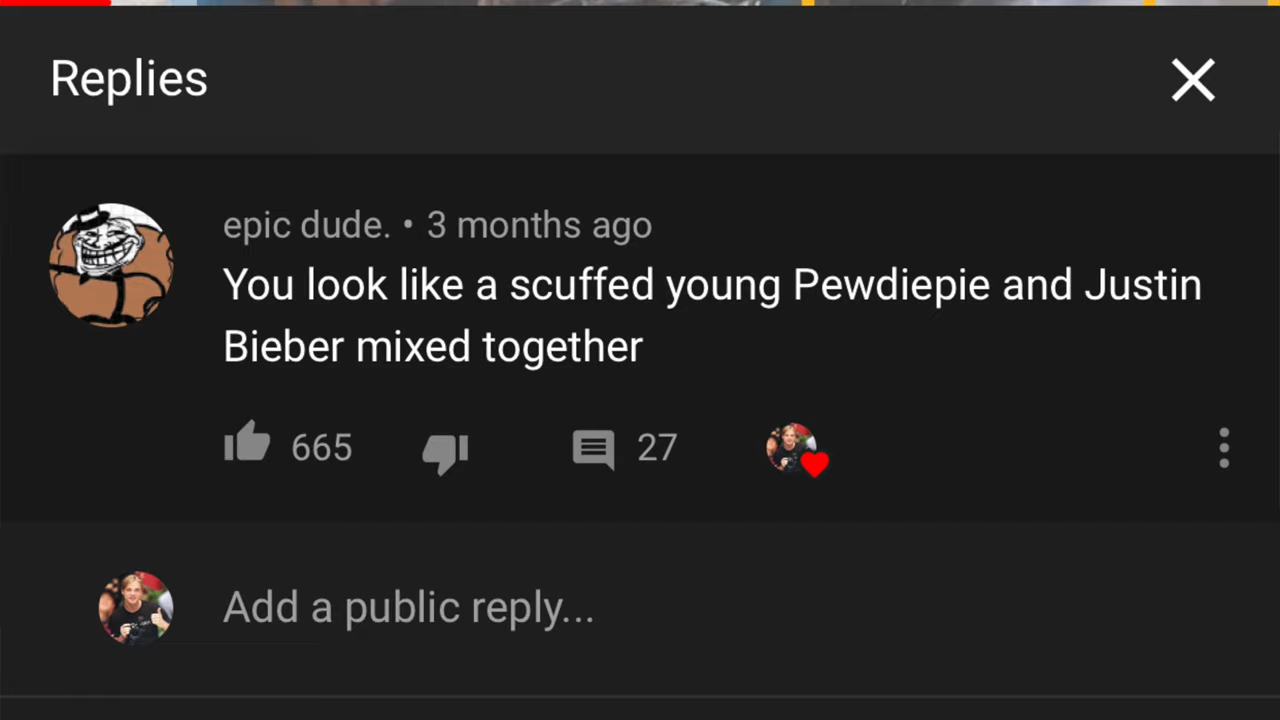 Replies
epic dude. • 3 months ago
You look like a scuffed young Pewdiepie and Justin
Bieber mixed together
665
27
Add a public reply...